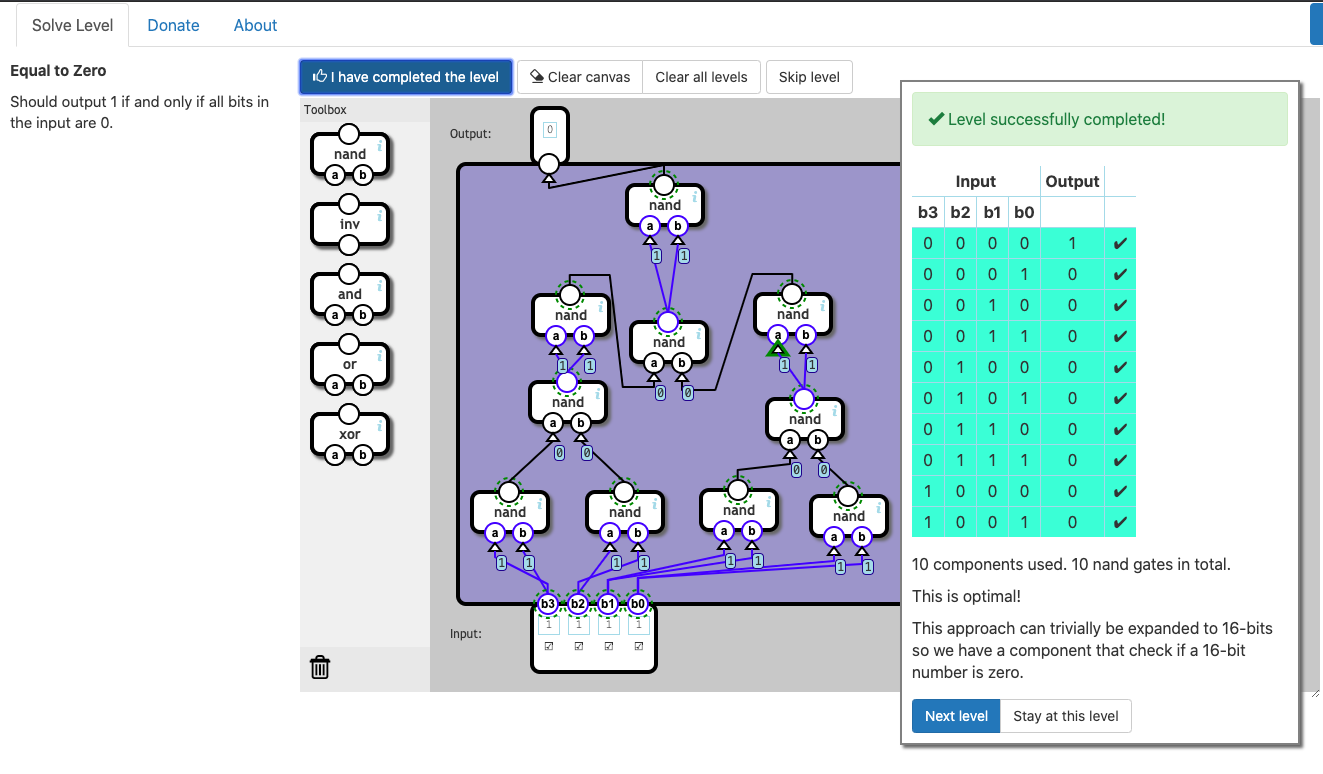 Solve Level Donate About
Equal to Zero
Should output 1 if and only if all bits in
the input are 0.
I have completed the level Clear canvas Clear all levels Skip level
Toolbox
nand
a b
inv
and
a b
or
a b
xor
a b
Output:
0
nand
a b
1 1
nand
a b
1 1
nand
a b
0 0
nand
a b
1 1
nand
a b
0 0
nand
a b
0 0
nand
a b
1 1
nand
a b
1 1
nand
a b
1 1
nand
a b
1 1
b3 b2 b1 b0
Input:
1 1 1 1
Level successfully completed!
Input Output
b3 b2 b1 b0
0 0 0 0 1 ✔
0 0 0 1 0 ✔
0 0 1 0 0 ✔
0 0 1 1 0 ✔
0 1 0 0 0 ✔
0 1 0 1 0 ✔
0 1 1 0 0 ✔
0 1 1 1 0 ✔
1 0 0 0 0 ✔
1 0 0 1 0 ✔
10 components used. 10 nand gates in total.
This is optimal!
This approach can trivially be expanded to 16-bits
so we have a component that check if a 16-bit
number is zero.
Next level Stay at this level